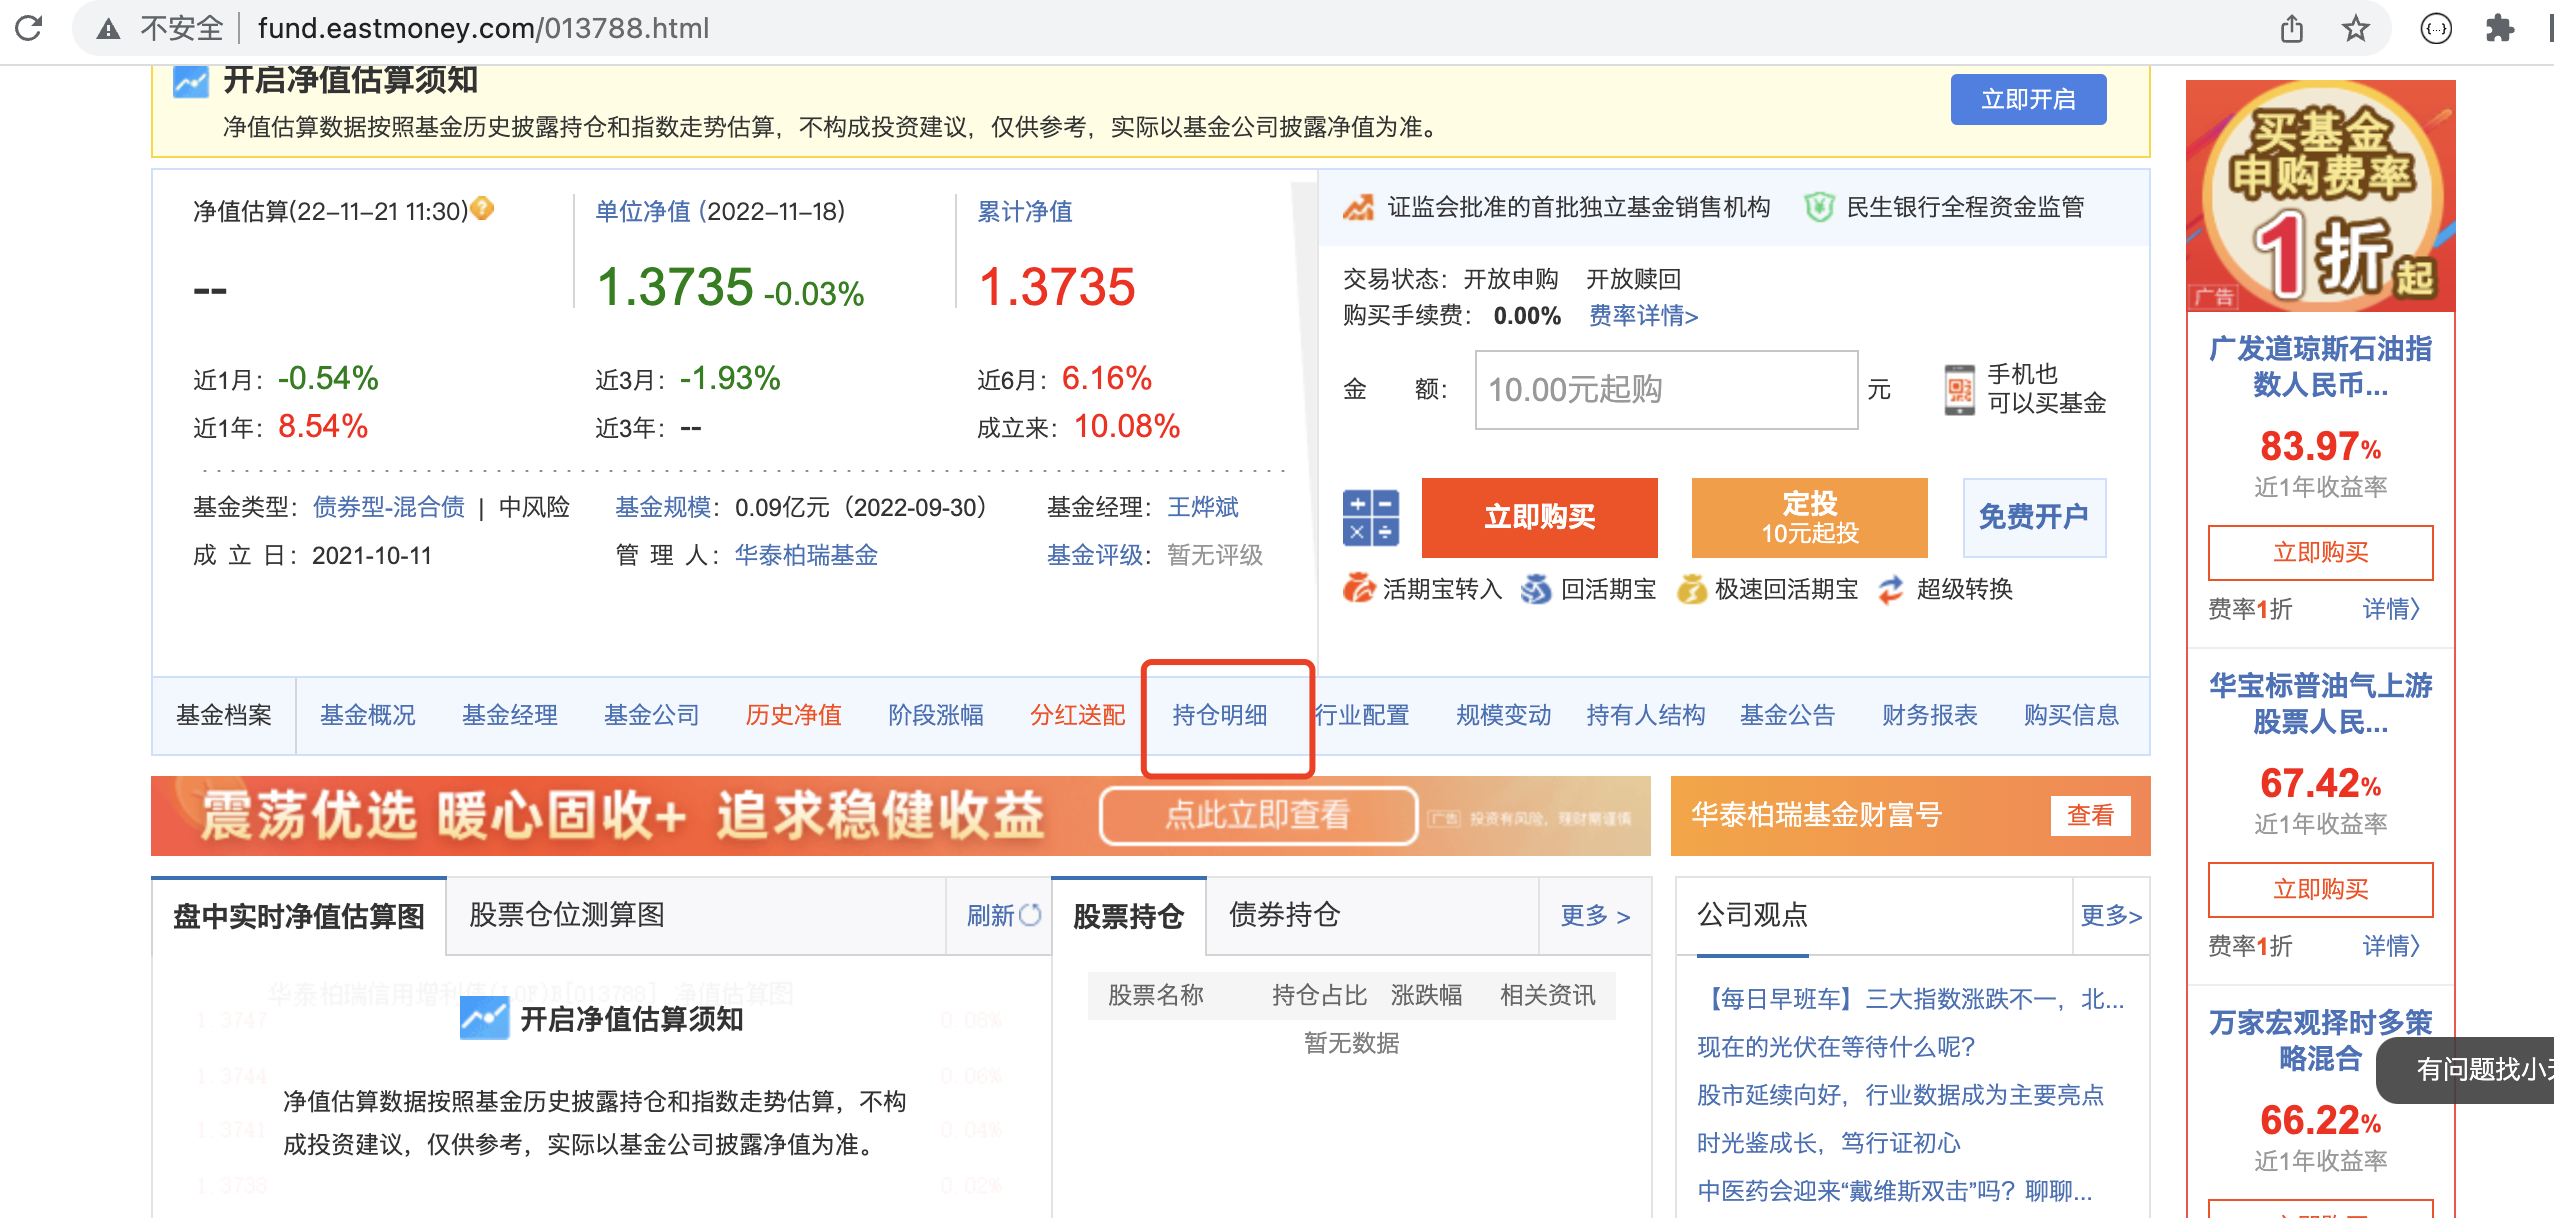 不安全 fund.eastmoney.com/013788.html
开启净值估算须知
净值估算数据按照基金历史披露持仓和指数走势估算，不构成投资建议，仅供参考，实际以基金公司披露净值为准。
立即开启
净值估算(22-11-21 11:30)
单位净值 (2022-11-18)
累计净值
--
1.3735 -0.03%
1.3735
近1月： -0.54%
近3月： -1.93%
近6月： 6.16%
近1年： 8.54%
近3年： --
成立来： 10.08%
基金类型：债券型-混合债 | 中风险
基金规模：0.09亿元（2022-09-30）
基金经理：王烨斌
成 立 日：2021-10-11
管 理 人：华泰柏瑞基金
基金评级：暂无评级
证监会批准的首批独立基金销售机构
民生银行全程资金监管
交易状态：开放申购 开放赎回
购买手续费： 0.00% 费率详情>
金 额： 10.00元起购 元
手机也
可以买基金
立即购买
定投
10元起投
免费开户
活期宝转入 回活期宝 极速回活期宝 超级转换
基金档案 基金概况 基金经理 基金公司 历史净值 阶段涨幅 分红送配 持仓明细 行业配置 规模变动 持有人结构 基金公告 财务报表 购买信息
震荡优选 暖心固收+ 追求稳健收益 点此立即查看 广告 投资有风险，理财需谨慎
华泰柏瑞基金财富号 查看
盘中实时净值估算图 股票仓位测算图 刷新
华泰柏瑞信用增利债(LOF)B[013788] 净值估算图
开启净值估算须知
1.3747 0.08%
1.3744 0.06%
净值估算数据按照基金历史披露持仓和指数走势估算，不构
1.3741 0.04%
成投资建议，仅供参考，实际以基金公司披露净值为准。
1.3738 0.02%
股票持仓 债券持仓 更多 >
股票名称 持仓占比 涨跌幅 相关资讯
暂无数据
公司观点 更多>
【每日早班车】三大指数涨跌不一，北...
现在的光伏在等待什么呢？
股市延续向好，行业数据成为主要亮点
时光鉴成长，笃行证初心
中医药会迎来“戴维斯双击”吗？聊聊...
买基金
申购费率
1折起
广告
广发道琼斯石油指
数人民币...
83.97%
近1年收益率
立即购买
费率1折 详情〉
华宝标普油气上游
股票人民...
67.42%
近1年收益率
立即购买
费率1折 详情〉
万家宏观择时多策
略混合
有问题找小
66.22%
近1年收益率